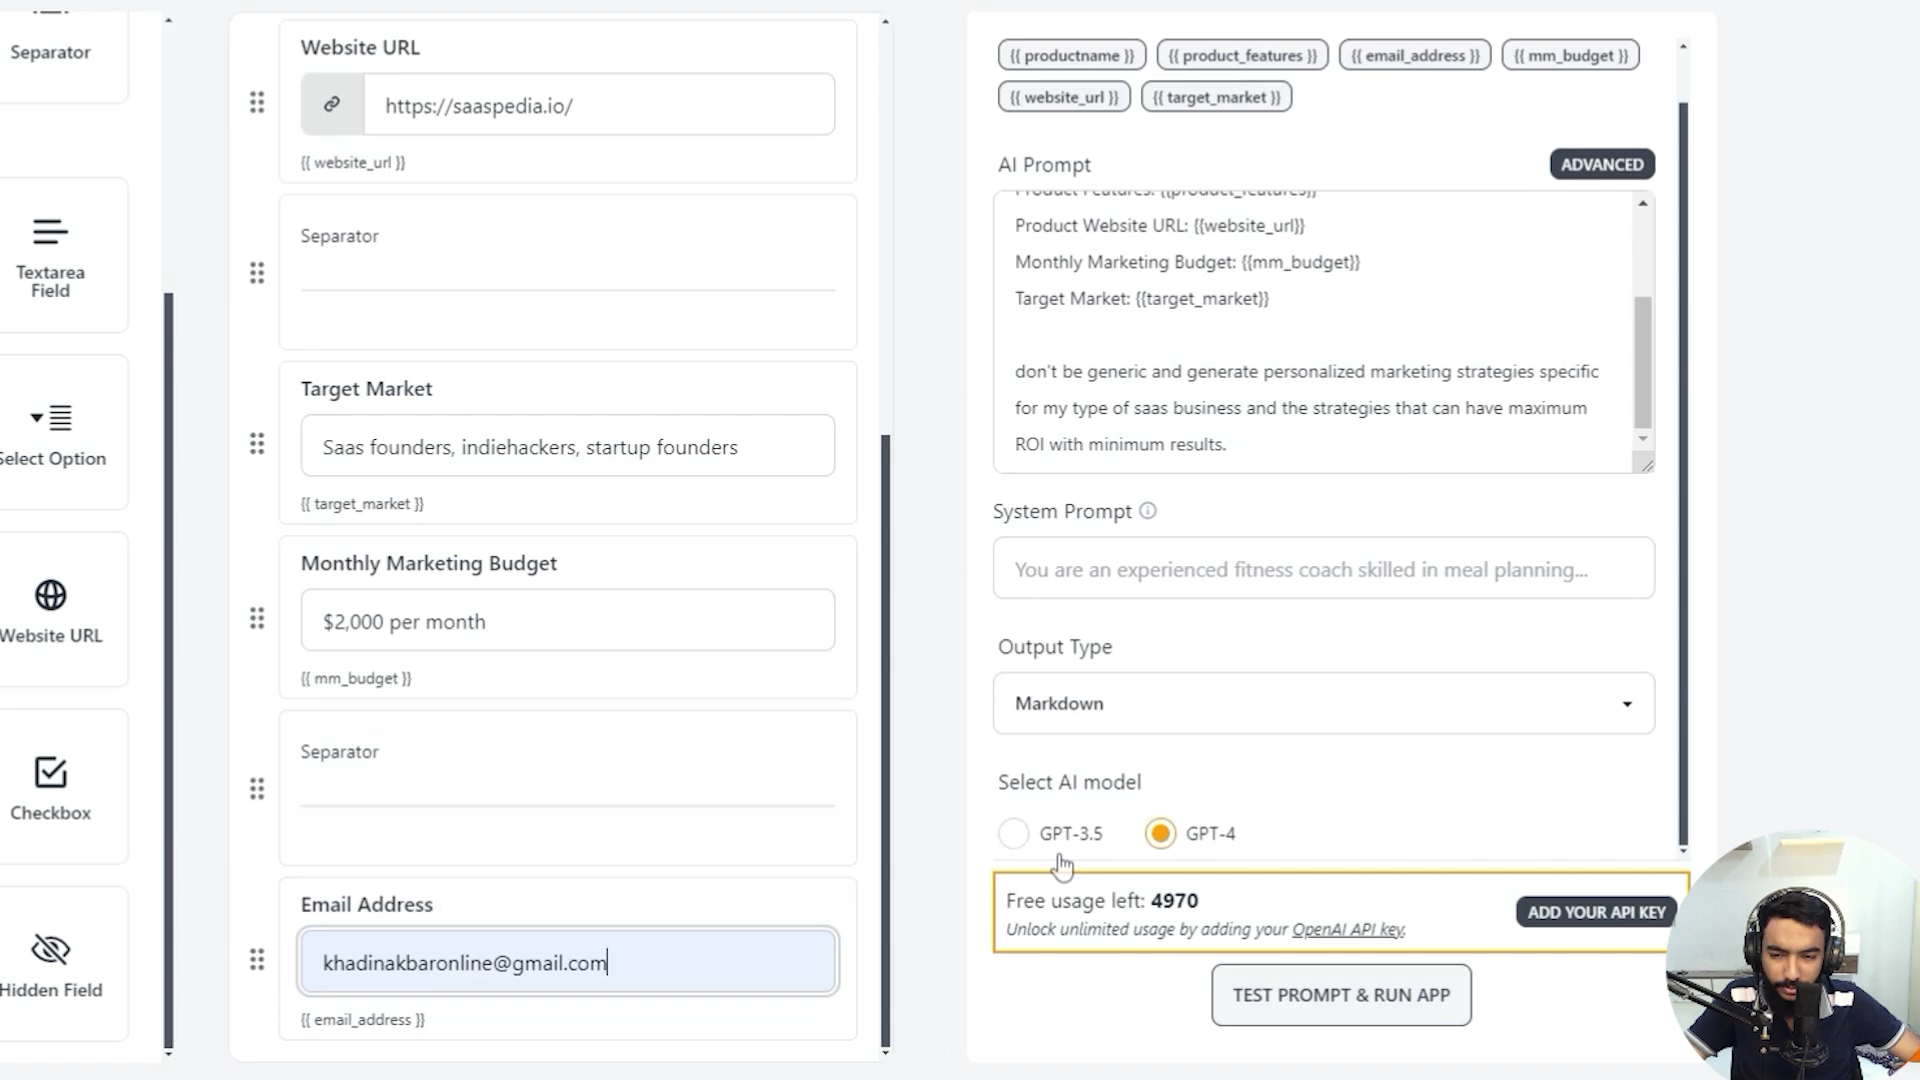 Separator
Textarea
Field
Select Option
Website URL
Checkbox
Hidden Field
Website URL
https://saaspedia.io/
{{ website_url }}
Separator
Target Market
Saas founders, indiehackers, startup founders
{{ target_market }}
Monthly Marketing Budget
$2,000 per month
{{ mm_budget }}
Separator
Email Address
khadinakbaronline@gmail.com
{{ email_address }}
{{ productname }} {{ product_features }} {{ email_address }} {{ mm_budget }}
{{ website_url }} {{ target_market }}
AI Prompt
ADVANCED
Product Features: {{product_features}}
Product Website URL: {{website_url}}
Monthly Marketing Budget: {{mm_budget}}
Target Market: {{target_market}}
don't be generic and generate personalized marketing strategies specific
for my type of saas business and the strategies that can have maximum
ROI with minimum results.
System Prompt
You are an experienced fitness coach skilled in meal planning...
Output Type
Markdown
Select AI model
GPT-3.5 GPT-4
Free usage left: 4970
Unlock unlimited usage by adding your OpenAI API key.
ADD YOUR API KEY
TEST PROMPT & RUN APP